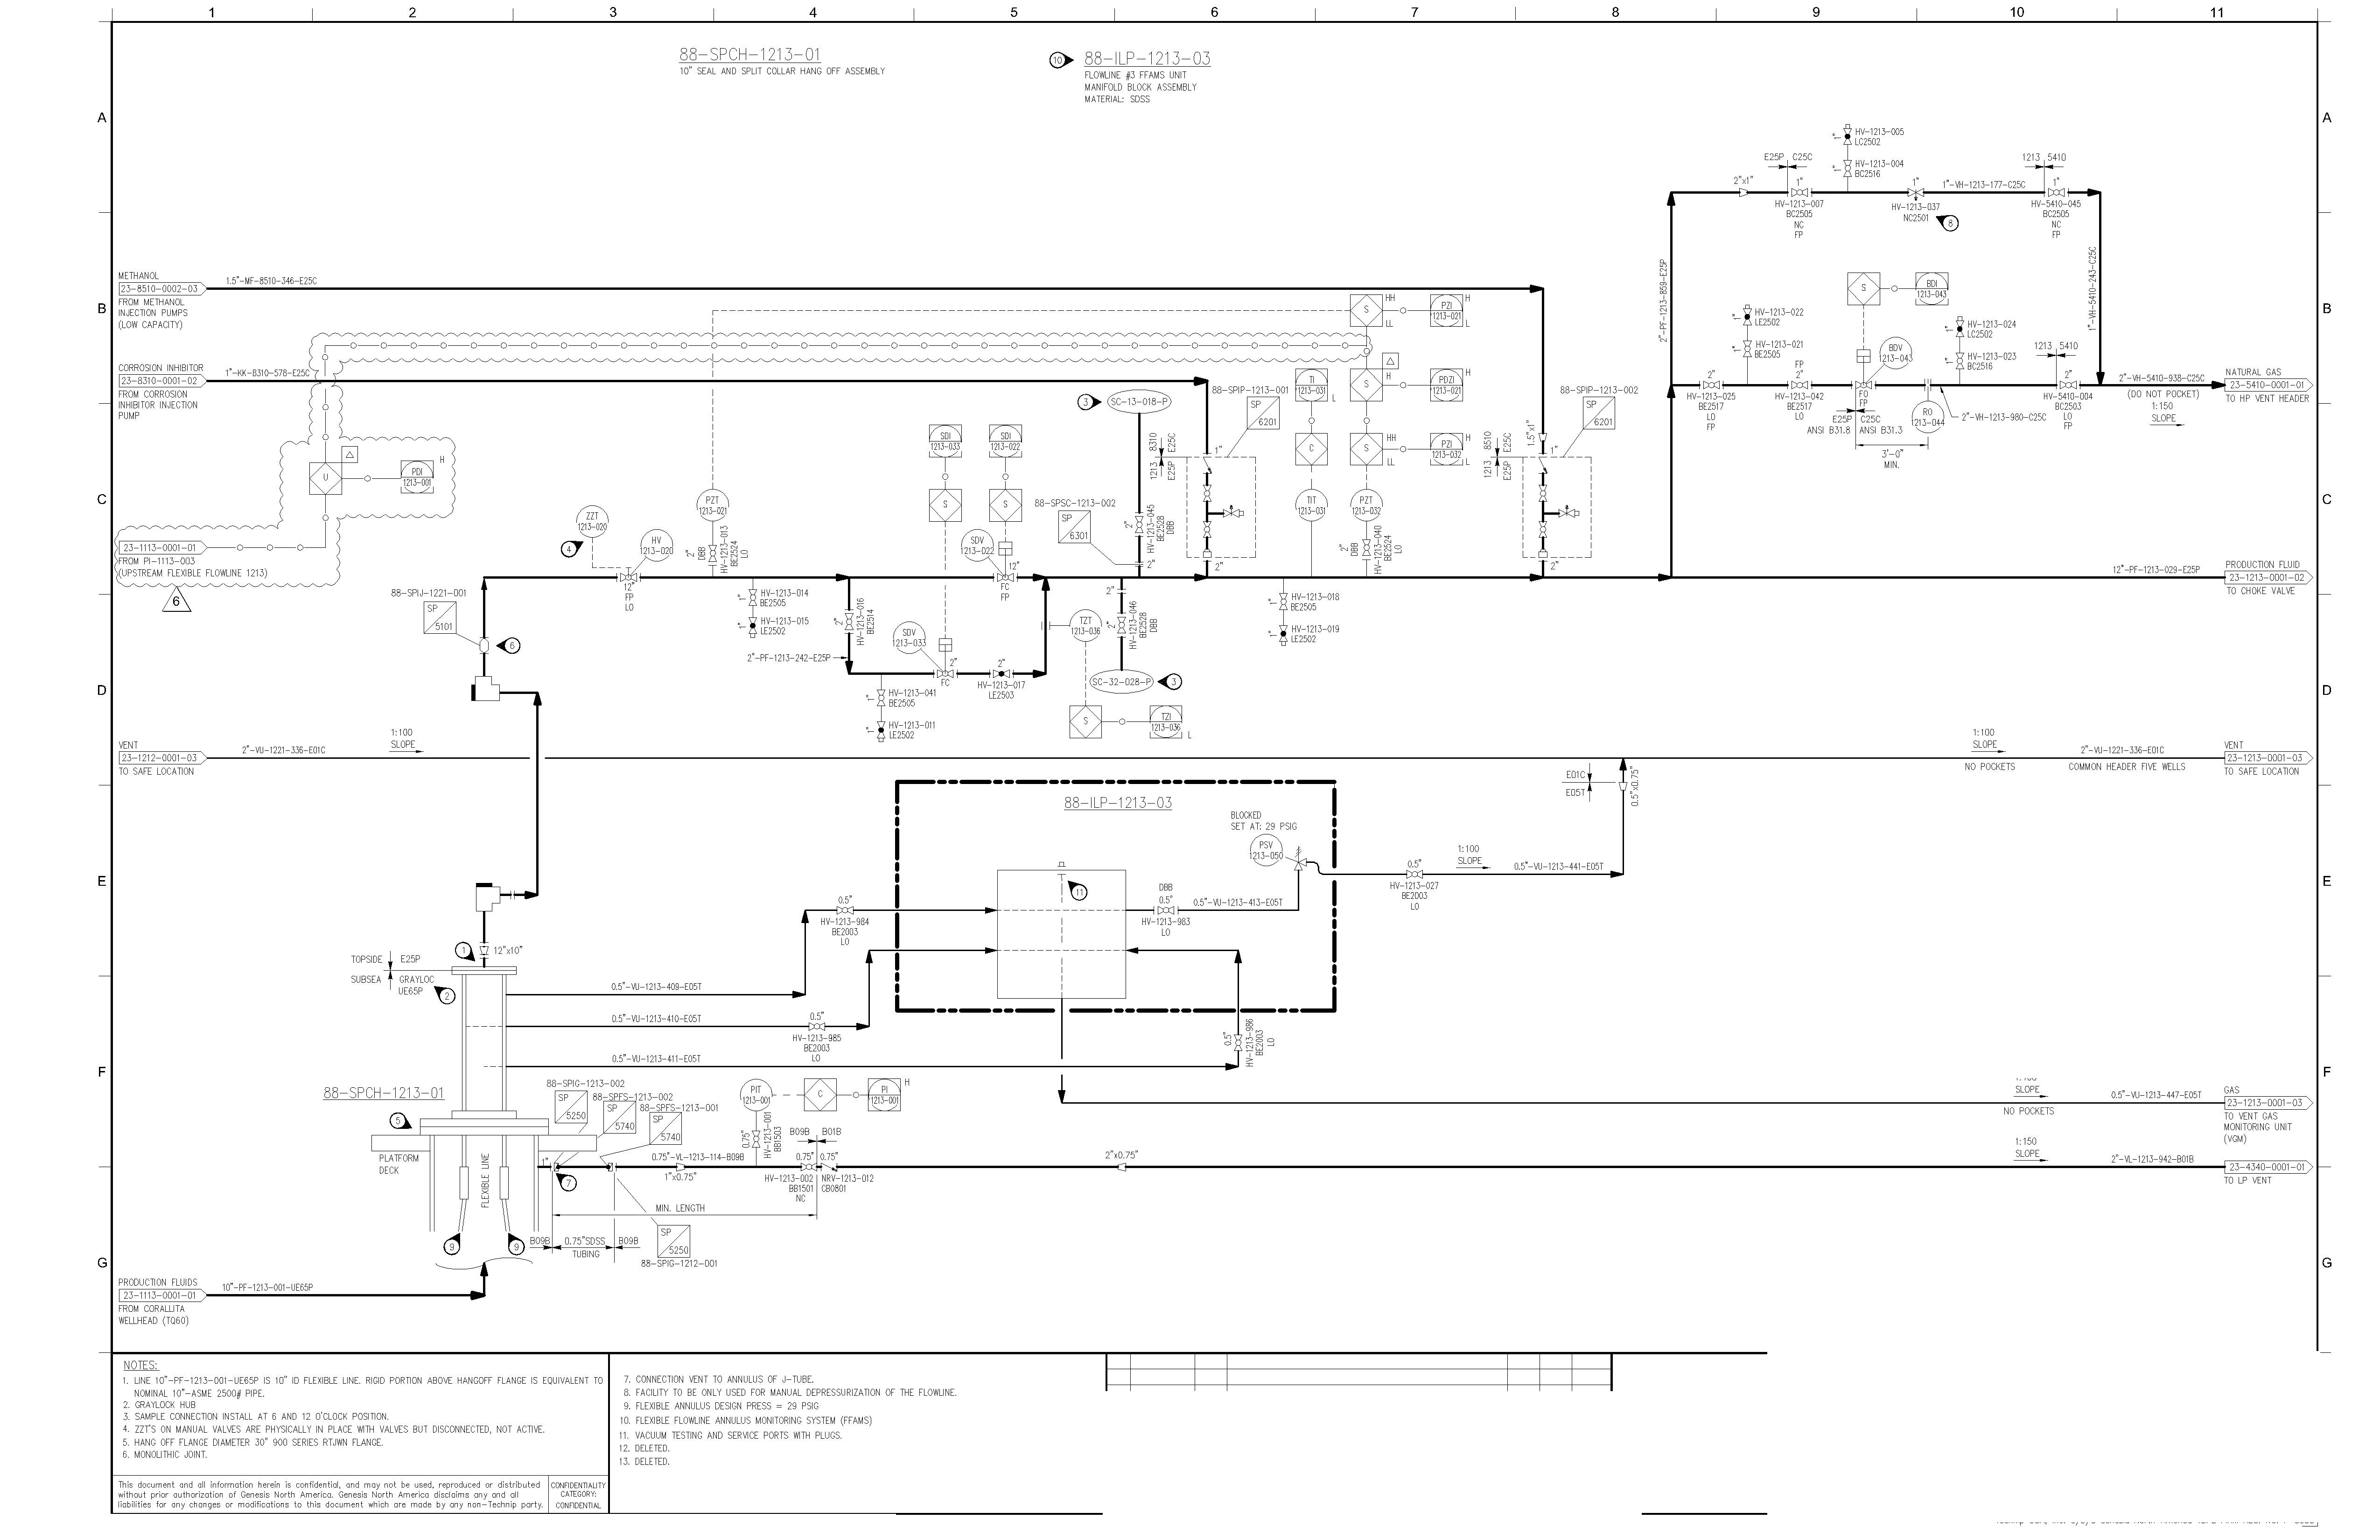 1 2 3 4 5 6 7 8 9 10 11
88-SPCH-1213-01
10" SEAL AND SPLIT COLLAR HANG OFF ASSEMBLY
10
88-ILP-1213-03
FLOWLINE #3 FFAMS UNIT
MANIFOLD BLOCK ASSEMBLY
MATERIAL: SDSS
A
A
HV-1213-005
LC2502
1"
HV-1213-004
BC2516
1"
E25P C25C
1213 5410
2"x1"
1"
1"
1"-VH-1213-177-C25C
1"
HV-1213-007
BC2505
NC
FP
HV-1213-037
NC2501
8
HV-5410-045
BC2505
NC
FP
2"-PF-1213-859-E25P
1"-VH-5410-243-C25C
METHANOL
23-8510-0002-03
FROM METHANOL
INJECTION PUMPS
(LOW CAPACITY)
1.5"-MF-8510-346-E25C
B
B
S
HH
LL
PZI
1213-021
H
L
S
BDI
1213-043
HV-1213-022
LE2502
1"
HV-1213-021
BE2505
1"
HV-1213-024
LC2502
1"
HV-1213-023
BC2516
BDV
1213-043
1213 5410
CORROSION INHIBITOR
23-8310-0001-02
FROM CORROSION
INHIBITOR INJECTION
PUMP
1"-KK-B310-578-E25C
S
H
PDZI
1213-021
H
TI
1213-031
L
SC-13-018-P
3
88-SPIP-1213-001
SP
6201
88-SPIP-1213-002
SP
6201
2"
HV-1213-025
BE2517
LO
FP
FP
2"
HV-1213-042
BE2517
LO
FO
FP
E25P C25C
ANSI B31.8 ANSI B31.3
3'-0"
MIN.
RO
1213-044
2"-VH-1213-980-C25C
2"
HV-5410-004
BC2503
LO
FP
2"-VH-5410-938-C25C
(DO NOT POCKET)
1:150
SLOPE
NATURAL GAS
23-5410-0001-01
TO HP VENT HEADER
U
PDI
1213-001
H
SDI
1213-033
SDI
1213-022
S
S
C
S
HH
LL
PZI
1213-032
H
L
1213 8310
E25P E25C
1"
1213 8510
E25P E25C
1.5"x1"
1"
C
C
23-1113-0001-01
FROM PI-1113-003
(UPSTREAM FLEXIBLE FLOWLINE 1213)
6
ZZT
1213-020
4
HV
1213-020
12"
FP
LO
PZT
1213-021
2"
DBB
HV-1213-013
BE2524
LO
SDV
1213-022
12"
FC
FP
88-SPSC-1213-002
SP
6301
2"
HV-1213-045
BE2528
DBB
2"
2"
TIT
1213-031
PZT
1213-032
2"
DBB
HV-1213-040
BE2524
LO
2"
12"-PF-1213-029-E25P
PRODUCTION FLUID
23-1213-0001-02
TO CHOKE VALVE
88-SPIJ-1221-001
SP
5101
6
1"
HV-1213-014
BE2505
1"
HV-1213-015
LE2502
2"
HV-1213-016
BE2514
2"-PF-1213-242-E25P
SDV
1213-033
2"
FC
2"
HV-1213-017
LE2503
1"
HV-1213-041
BE2505
1"
HV-1213-011
LE2502
TZT
1213-036
2"
2"
HV-1213-046
BE2528
DBB
SC-32-028-P
3
S
TZI
1213-036
L
1"
HV-1213-018
BE2505
1"
HV-1213-019
LE2502
D
D
VENT
23-1212-0001-03
TO SAFE LOCATION
2"-VU-1221-336-E01C
1:100
SLOPE
1:100
SLOPE
NO POCKETS
2"-VU-1221-336-E01C
COMMON HEADER FIVE WELLS
VENT
23-1213-0001-03
TO SAFE LOCATION
E01C
E05T
0.5"x0.75"
88-ILP-1213-03
BLOCKED
SET AT: 29 PSIG
PSV
1213-050
11
1:100
SLOPE
0.5"
HV-1213-027
BE2003
LO
0.5"-VU-1213-441-E05T
E
E
0.5"
HV-1213-984
BE2003
LO
DBB
0.5"
HV-1213-983
LO
0.5"-VU-1213-413-E05T
1
12"x10"
TOPSIDE E25P
SUBSEA GRAYLOC
UE65P
2
0.5"-VU-1213-409-E05T
0.5"-VU-1213-410-E05T
0.5"
HV-1213-985
BE2003
LO
0.5"-VU-1213-411-E05T
0.5"
HV-1213-986
BE2003
LO
F
F
88-SPCH-1213-01
5
88-SPIG-1213-002
SP
5250
88-SPFS-1213-002
SP
5740
88-SPFS-1213-001
SP
5740
PIT
1213-001
C
PI
1213-001
H
0.75"
HV-1213-001
BB1503
B09B B01B
SLOPE
NO POCKETS
0.5"-VU-1213-447-E05T
GAS
23-1213-0001-03
TO VENT GAS
MONITORING UNIT
(VGM)
PLATFORM
DECK
FLEXIBLE LINE
1"
7
0.75"-VL-1213-114-B09B
1"x0.75"
0.75"
HV-1213-002
BB1501
NC
0.75"
NRV-1213-012
CB0801
2"x0.75"
1:150
SLOPE
2"-VL-1213-942-B01B
23-4340-0001-01
TO LP VENT
MIN. LENGTH
9
9
B09B 0.75"SDSS B09B
TUBING
SP
5250
88-SPIG-1212-001
G
G
PRODUCTION FLUIDS
23-1113-0001-01
FROM CORALLITA
WELLHEAD (TQ60)
10"-PF-1213-001-UE65P
NOTES:
1. LINE 10"-PF-1213-001-UE65P IS 10" ID FLEXIBLE LINE. RIGID PORTION ABOVE HANGOFF FLANGE IS EQUIVALENT TO
NOMINAL 10"-ASME 2500# PIPE.
2. GRAYLOCK HUB
3. SAMPLE CONNECTION INSTALL AT 6 AND 12 O'CLOCK POSITION.
4. ZZT'S ON MANUAL VALVES ARE PHYSICALLY IN PLACE WITH VALVES BUT DISCONNECTED, NOT ACTIVE.
5. HANG OFF FLANGE DIAMETER 30" 900 SERIES RTJWN FLANGE.
6. MONOLITHIC JOINT.
7. CONNECTION VENT TO ANNULUS OF J-TUBE.
8. FACILITY TO BE ONLY USED FOR MANUAL DEPRESSURIZATION OF THE FLOWLINE.
9. FLEXIBLE ANNULUS DESIGN PRESS = 29 PSIG
10. FLEXIBLE FLOWLINE ANNULUS MONITORING SYSTEM (FFAMS)
11. VACUUM TESTING AND SERVICE PORTS WITH PLUGS.
12. DELETED.
13. DELETED.
This document and all information herein is confidential, and may not be used, reproduced or distributed
without prior authorization of Genesis North America. Genesis North America disclaims any and all
liabilities for any changes or modifications to this document which are made by any non-Technip party.
CONFIDENTIALITY
CATEGORY:
CONFIDENTIAL